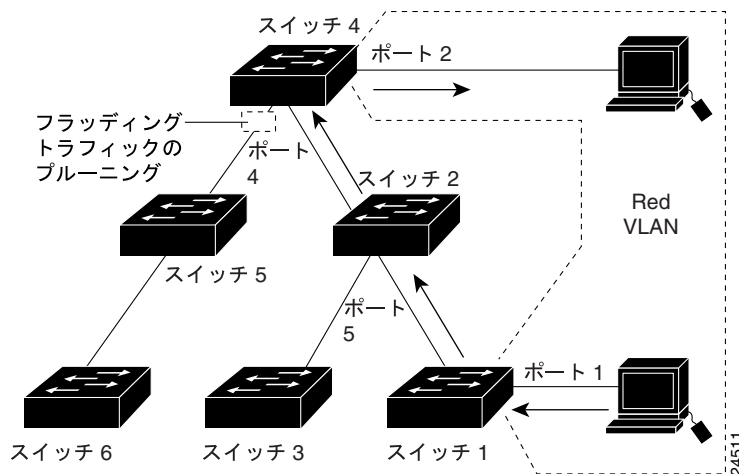 スイッチ 4
ポート 2
フラッディング
トラフィックの
プルーニング
ポート
4
スイッチ 2
Red
VLAN
スイッチ 5
ポート
5
ポート 1
スイッチ 6
スイッチ 3
スイッチ 1
24511